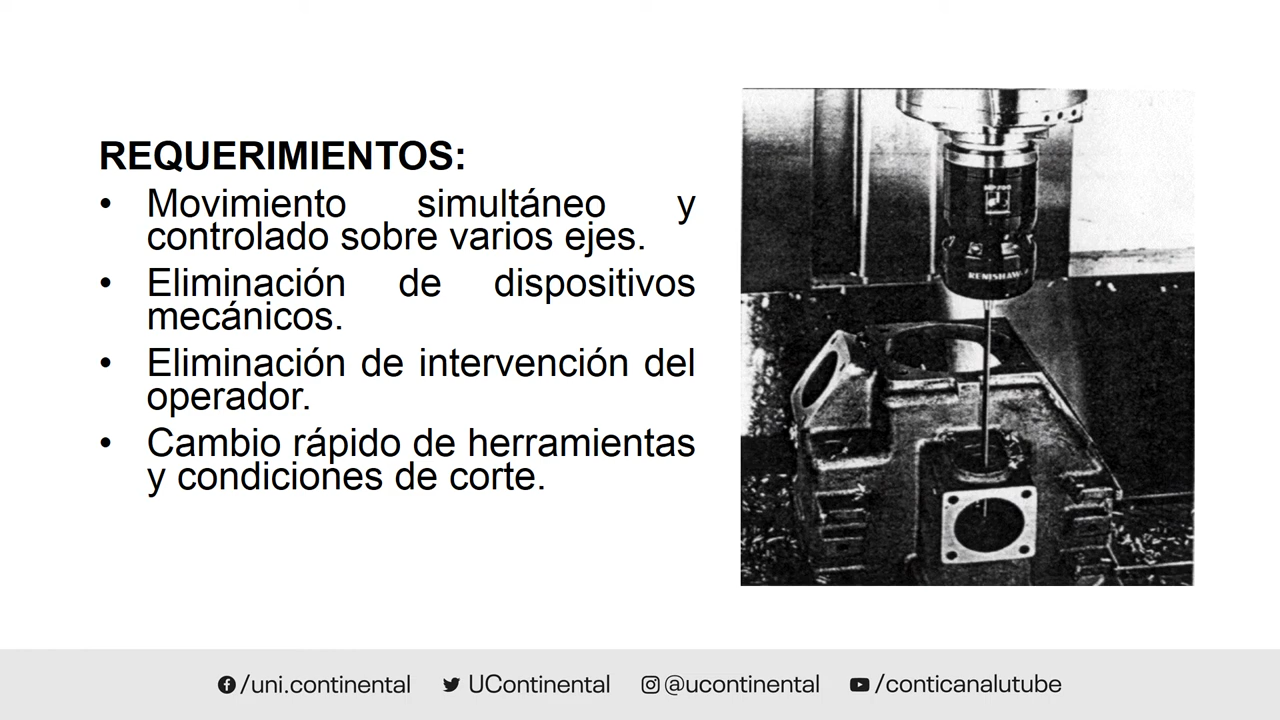 REQUERIMIENTOS:
• Movimiento simultáneo y
controlado sobre varios ejes.
• Eliminación de dispositivos
mecánicos.
• Eliminación de intervención del
operador.
• Cambio rápido de herramientas
y condiciones de corte.
RENISHAW
/uni.continental
UContinental
@ucontinental
/conticanalutube